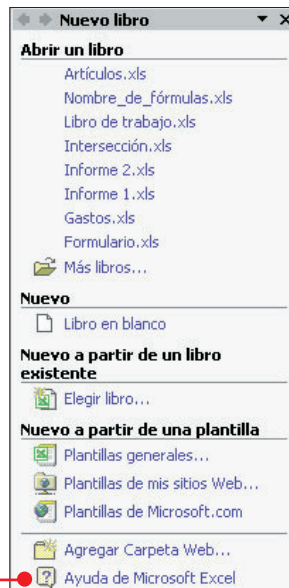 Nuevo libro
Abrir un libro
Artículos.xls
Nombre_de_fórmulas.xls
Libro de trabajo.xls
Intersección.xls
Informe 2.xls
Informe 1.xls
Gastos.xls
Formulario.xls
Más libros...
Nuevo
Libro en blanco
Nuevo a partir de un libro
existente
Elegir libro...
Nuevo a partir de una plantilla
Plantillas generales...
Plantillas de mis sitios Web...
Plantillas de Microsoft.com
Agregar Carpeta Web...
Ayuda de Microsoft Excel